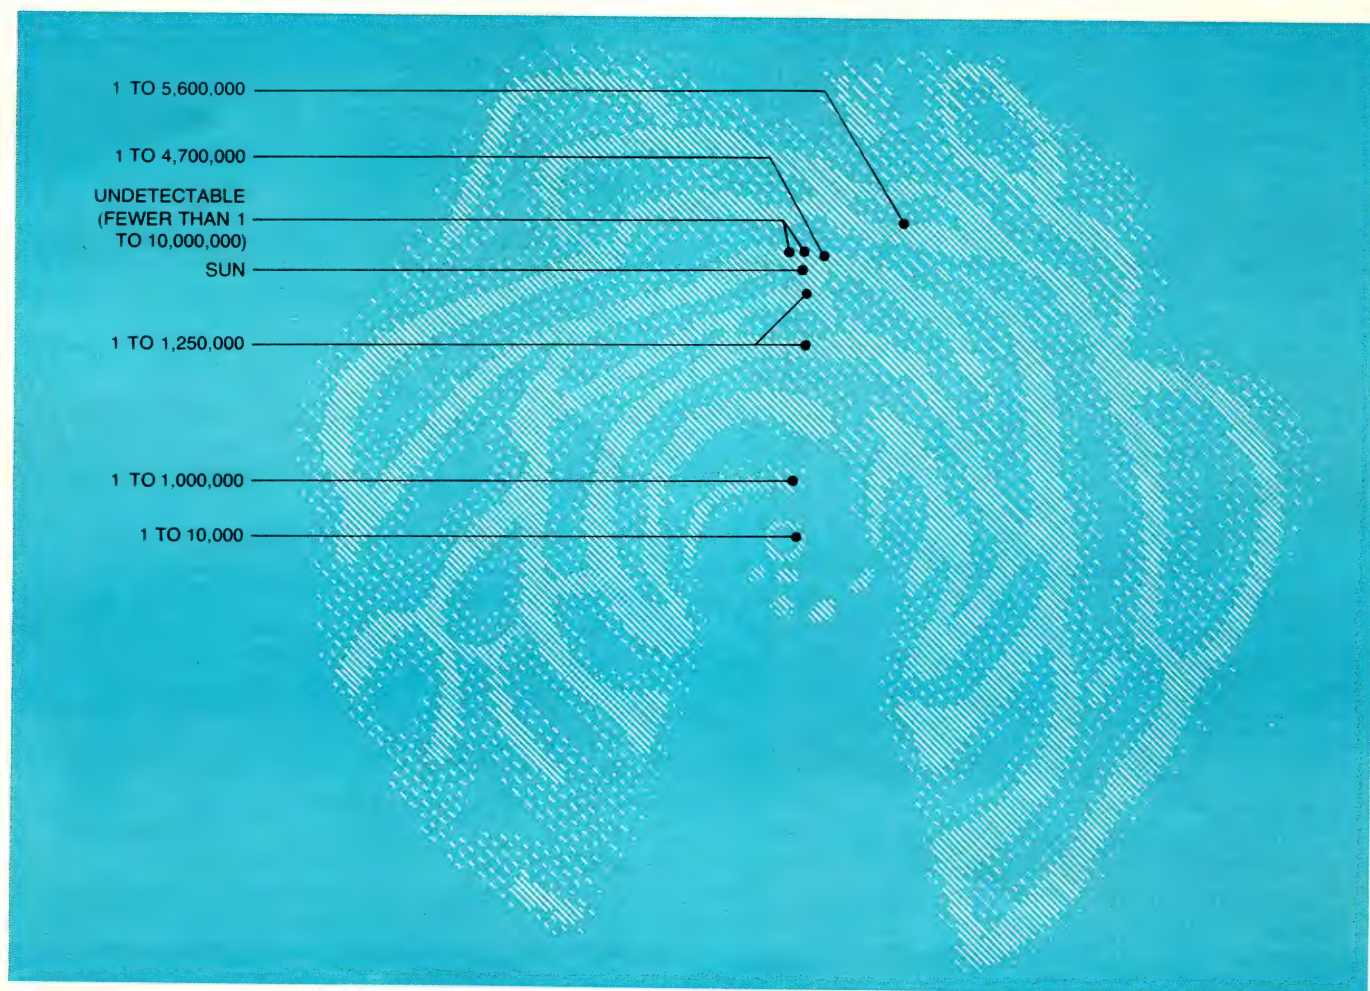 1 TO 5,600,000
1 TO 4,700,000
UNDETECTABLE
(FEWER THAN 1
TO 10,000,000)
SUN
1 TO 1,250,000
1 TO 1,000,000
1 TO 10,000